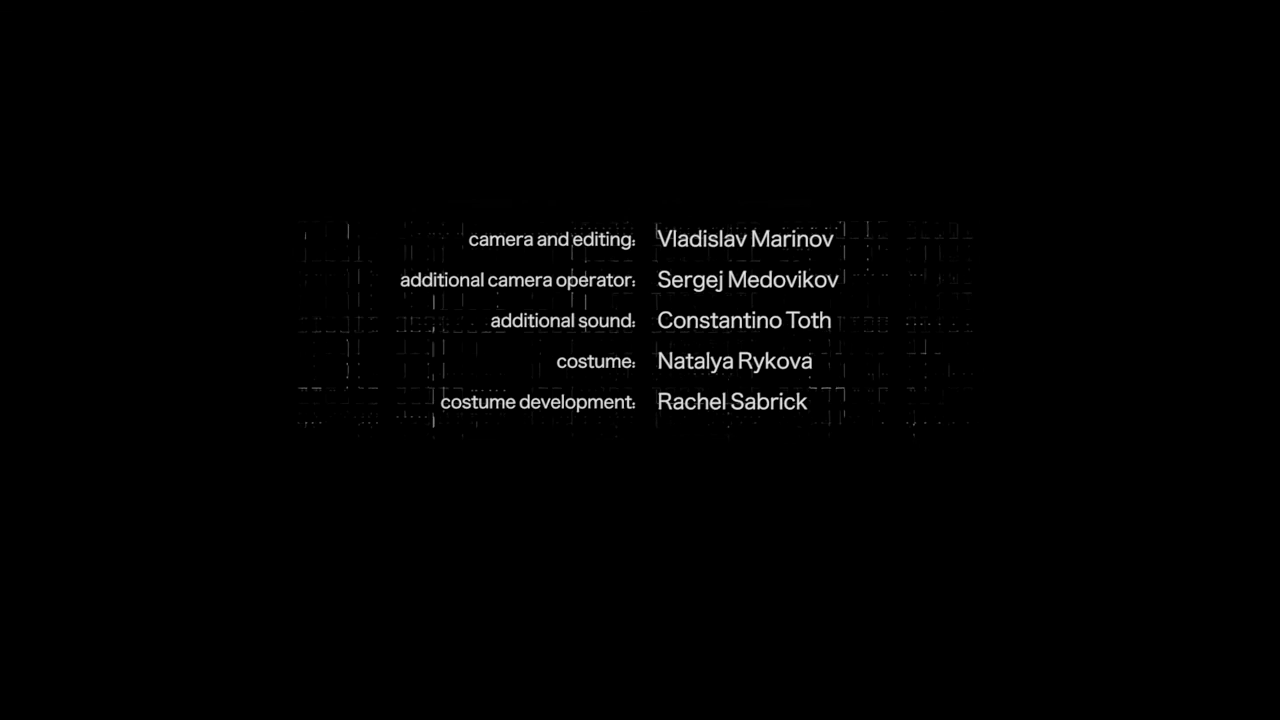 camera and editing: Vladislav Marinov
additional camera operator: Sergej Medovikov
additional sound: Constantino Toth
costume: Natalya Rykova
costume development: Rachel Sabrick